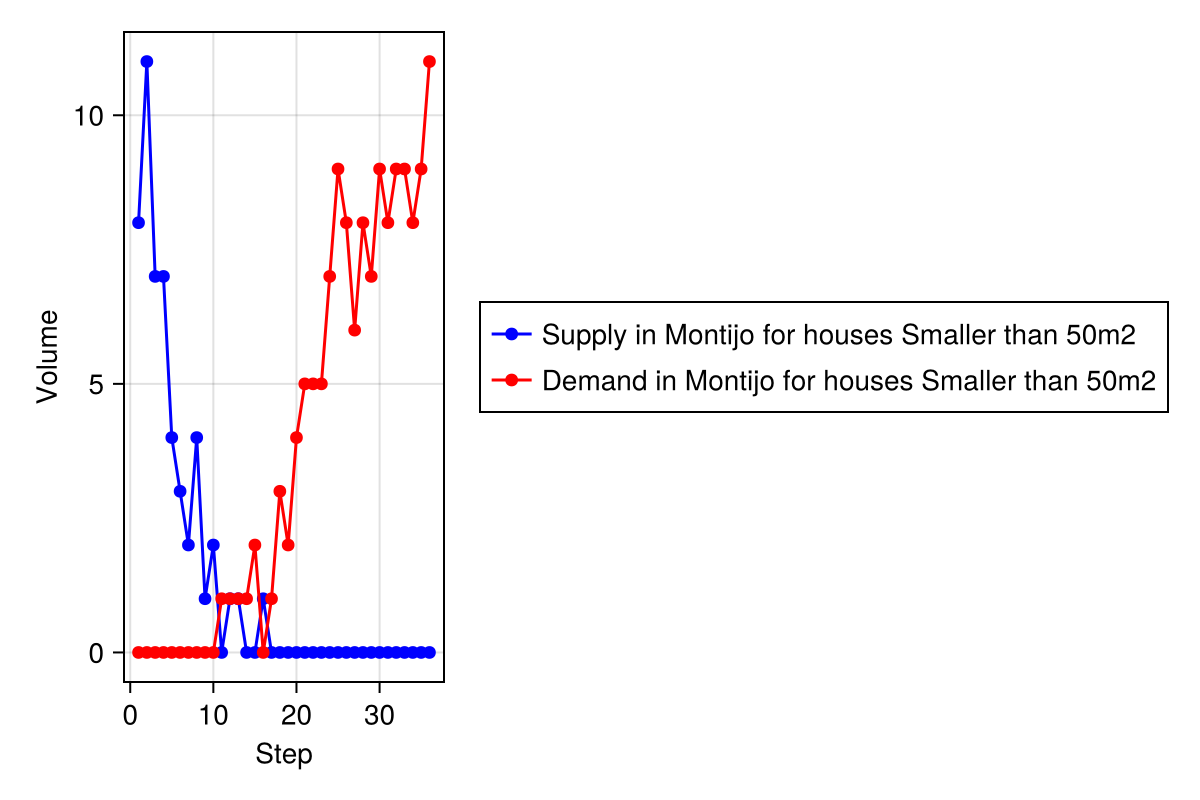 Volume
10
5
0
0 10 20 30
Step
Supply in Montijo for houses Smaller than 50m2
Demand in Montijo for houses Smaller than 50m2